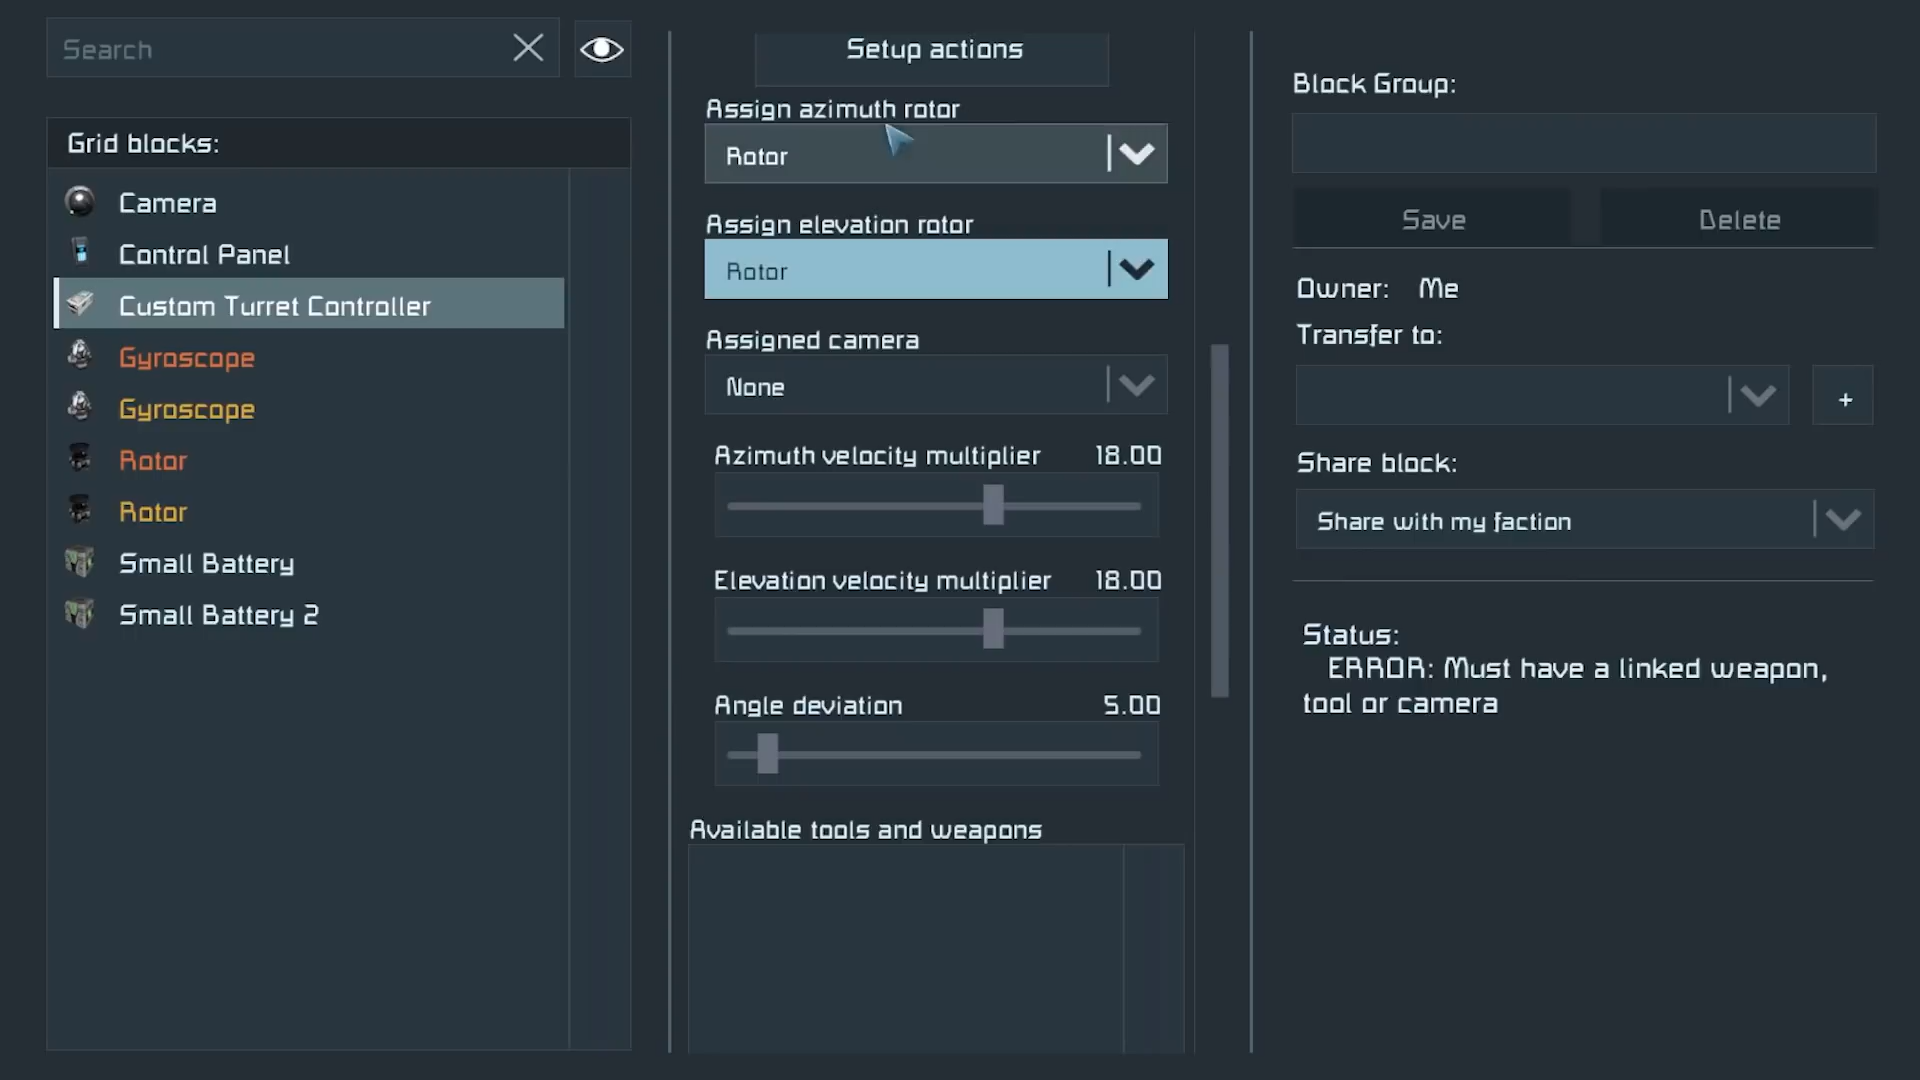 Search
Grid blocks:
Camera
Control Panel
Custom Turret Controller
Gyroscope
Gyroscope
Rotor
Rotor
Small Battery
Small Battery 2
Setup actions
Assign azimuth rotor
Rotor
Assign elevation rotor
Rotor
Assigned camera
None
Azimuth velocity multiplier 18.00
Elevation velocity multiplier 18.00
Angle deviation 5.00
Available tools and weapons
Block Group:
Save Delete
Owner: Me
Transfer to:
+
Share block:
Share with my faction
Status:
ERROR: Must have a linked weapon,
tool or camera